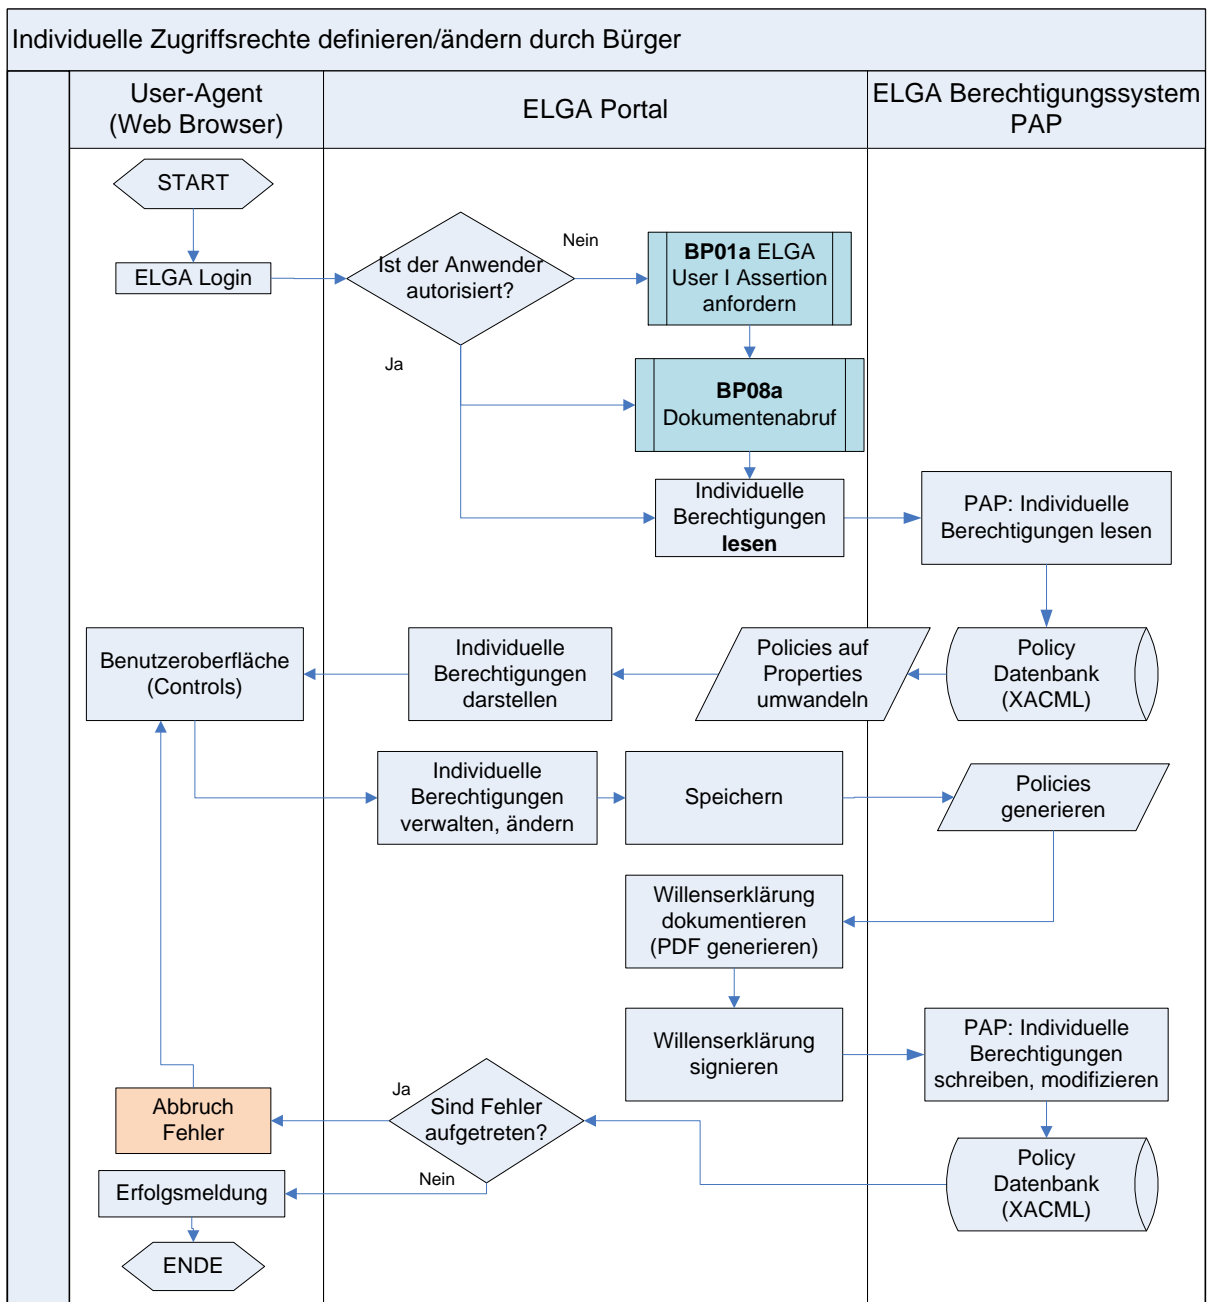 Individuelle Zugriffsrechte definieren/ändern durch Bürger
User-Agent
(Web Browser)
ELGA Portal
ELGA Berechtigungssystem
PAP
START
ELGA Login
Ist der Anwender
autorisiert?
Nein
Ja
BP01a ELGA
User I Assertion
anfordern
BP08a
Dokumentenabruf
Individuelle
Berechtigungen
lesen
PAP: Individuelle
Berechtigungen lesen
Policy
Datenbank
(XACML)
Policies auf
Properties
umwandeln
Individuelle
Berechtigungen
darstellen
Benutzeroberfläche
(Controls)
Individuelle
Berechtigungen
verwalten, ändern
Speichern
Policies
generieren
Willenserklärung
dokumentieren
(PDF generieren)
Willenserklärung
signieren
PAP: Individuelle
Berechtigungen
schreiben, modifizieren
Policy
Datenbank
(XACML)
Sind Fehler
aufgetreten?
Ja
Nein
Abbruch
Fehler
Erfolgsmeldung
ENDE